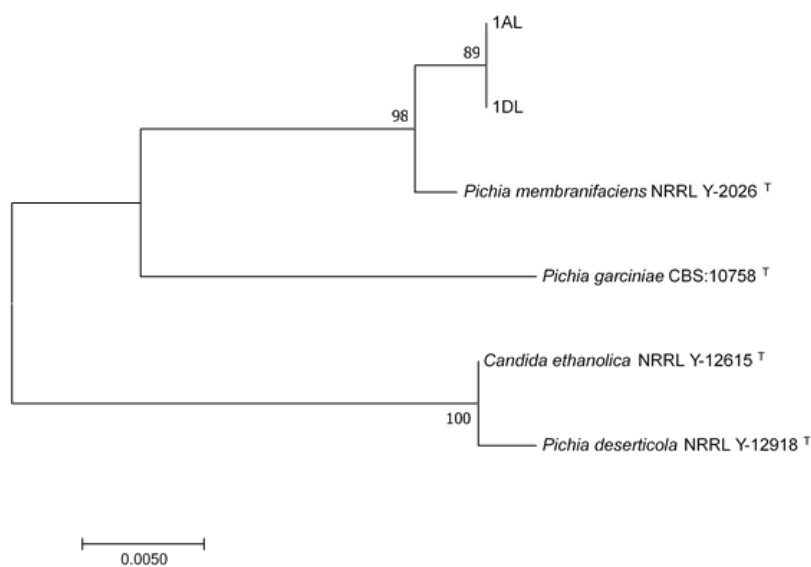 1AL
89
1DL
98
Pichia membranifaciens NRRL Y-2026 T
Pichia garciniae CBS:10758 T
Candida ethanolica NRRL Y-12615 T
100
Pichia deserticola NRRL Y-12918 T
0.0050